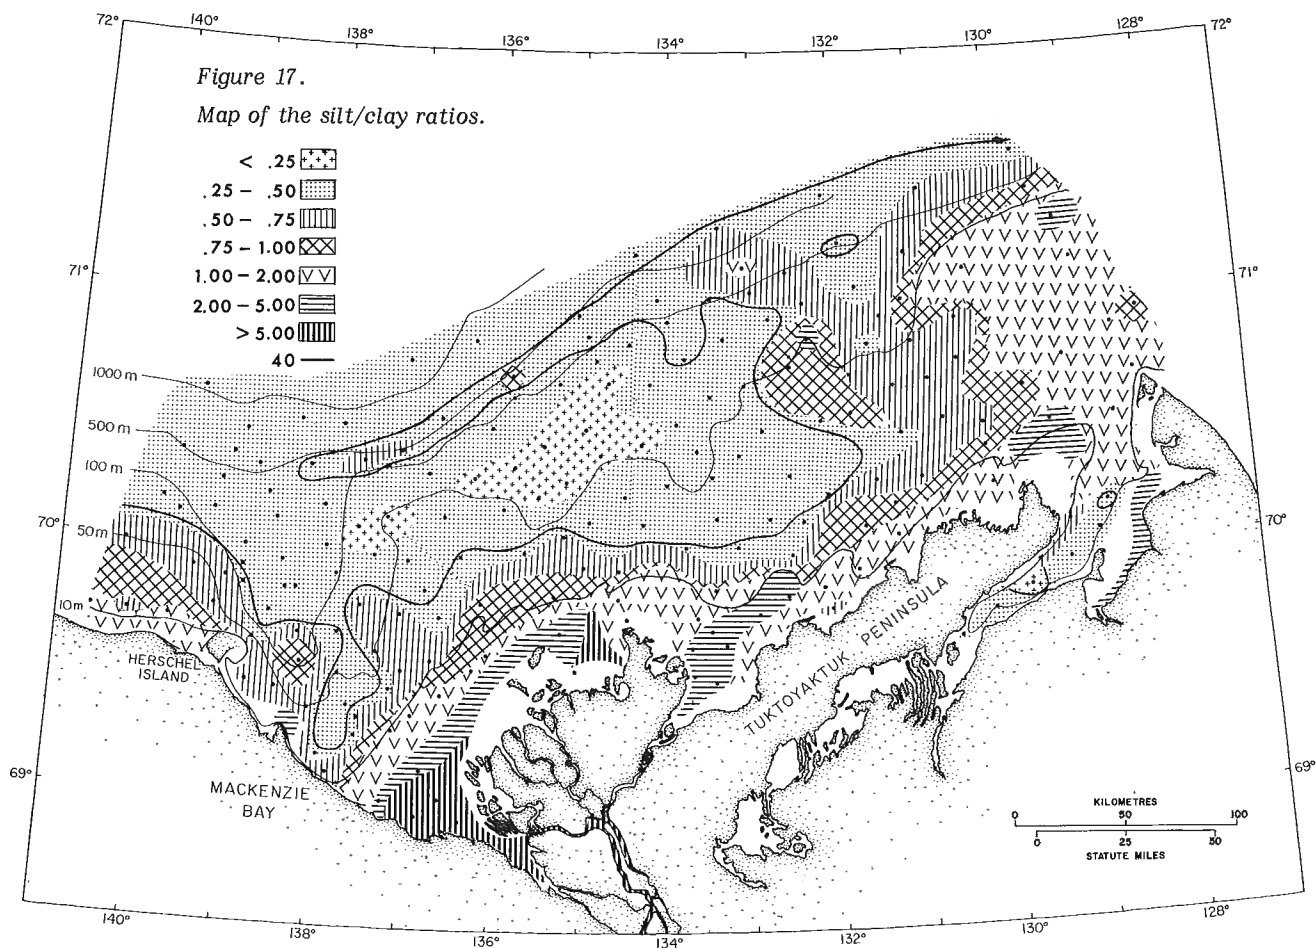 72° 140° 138° 136° 134° 132° 130° 128° 72°
Figure 17.
Map of the silt/clay ratios.
< .25
.25 – .50
.50 – .75
.75 – 1.00
1.00 – 2.00
2.00 – 5.00
> 5.00
40
71° 71°
1000 m
500 m
100 m
70° 70°
50 m
10 m
HERSCHEL
ISLAND
TUKTOYAKTUK PENINSULA
69° 69°
MACKENZIE
BAY
KILOMETRES
0 50 100
0 25 50
STATUTE MILES
140° 138° 136° 134° 132° 130° 128°